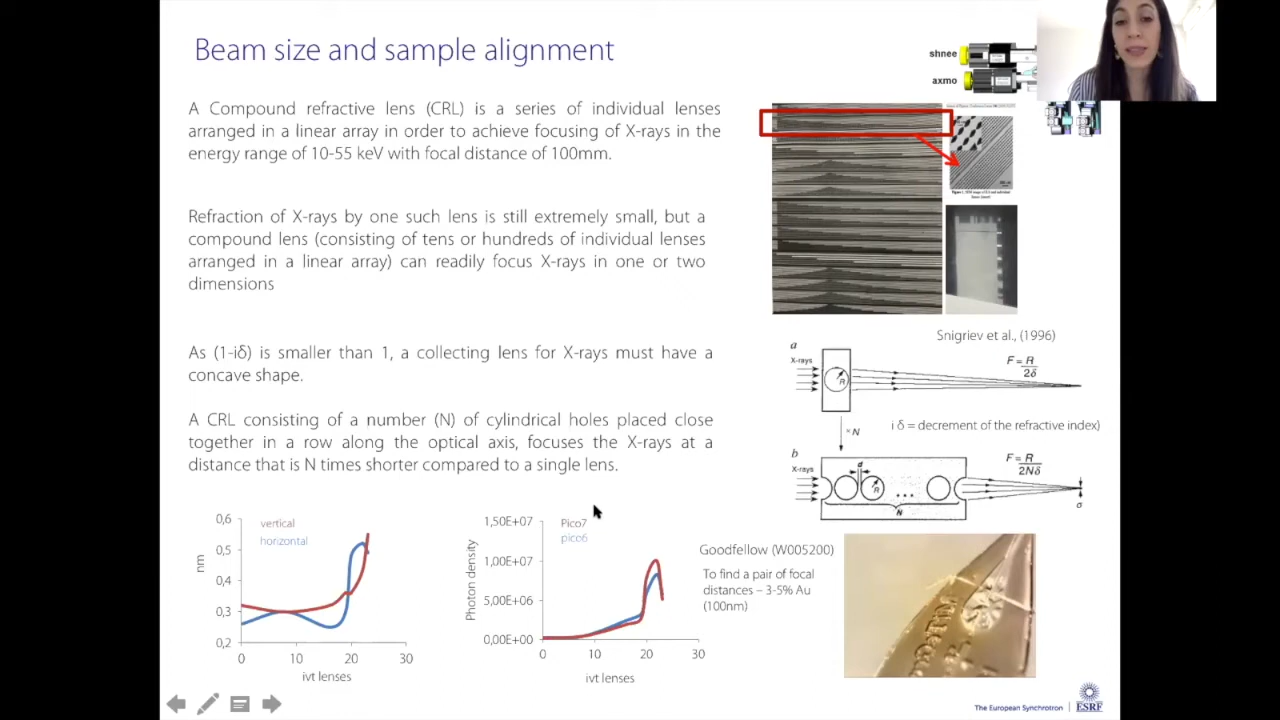 Beam size and sample alignment
shnee
axmo
A Compound refractive lens (CRL) is a series of individual lenses
arranged in a linear array in order to achieve focusing of X-rays in the
energy range of 10-55 keV with focal distance of 100mm.
Refraction of X-rays by one such lens is still extremely small, but a
compound lens (consisting of tens or hundreds of individual lenses
arranged in a linear array) can readily focus X-rays in one or two
dimensions
Snigriev et al., (1996)
As (1-iδ) is smaller than 1, a collecting lens for X-rays must have a
concave shape.
a
X-rays
R
F = R
2δ
A CRL consisting of a number (N) of cylindrical holes placed close
together in a row along the optical axis, focuses the X-rays at a
distance that is N times shorter compared to a single lens.
×N
i δ = decrement of the refractive index)
b
X-rays
d
R
N
F = R
2Nδ
σ
0,6
0,5
0,4
0,3
0,2
nm
vertical
horizontal
0
10
20
30
ivt lenses
1,50E+07
1,00E+07
5,00E+06
0,00E+00
Photon density
Pico7
pico6
0
10
20
30
ivt lenses
Goodfellow (W005200)
To find a pair of focal
distances – 3-5% Au
(100nm)
The European Synchrotron
ESRF